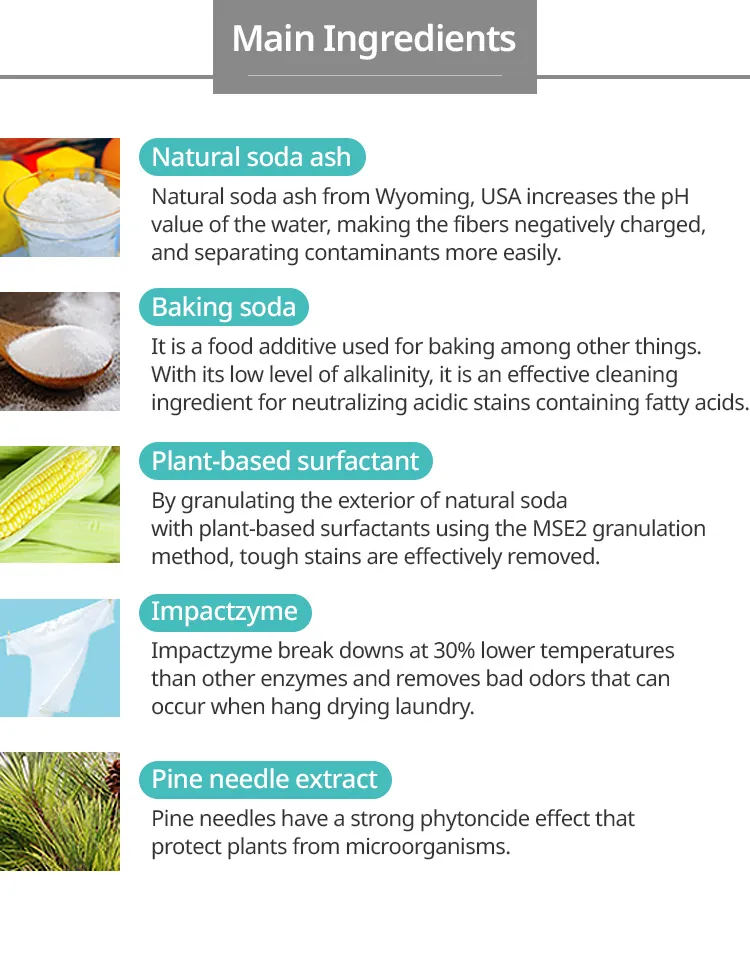 Main Ingredients
Natural soda ash
Natural soda ash from Wyoming, USA increases the pH
value of the water, making the fibers negatively charged,
and separating contaminants more easily.
Baking soda
It is a food additive used for baking among other things.
With its low level of alkalinity, it is an effective cleaning
ingredient for neutralizing acidic stains containing fatty acids.
Plant-based surfactant
By granulating the exterior of natural soda
with plant-based surfactants using the MSE2 granulation
method, tough stains are effectively removed.
Impactzyme
Impactzyme break downs at 30% lower temperatures
than other enzymes and removes bad odors that can
occur when hang drying laundry.
Pine needle extract
Pine needles have a strong phytoncide effect that
protect plants from microorganisms.